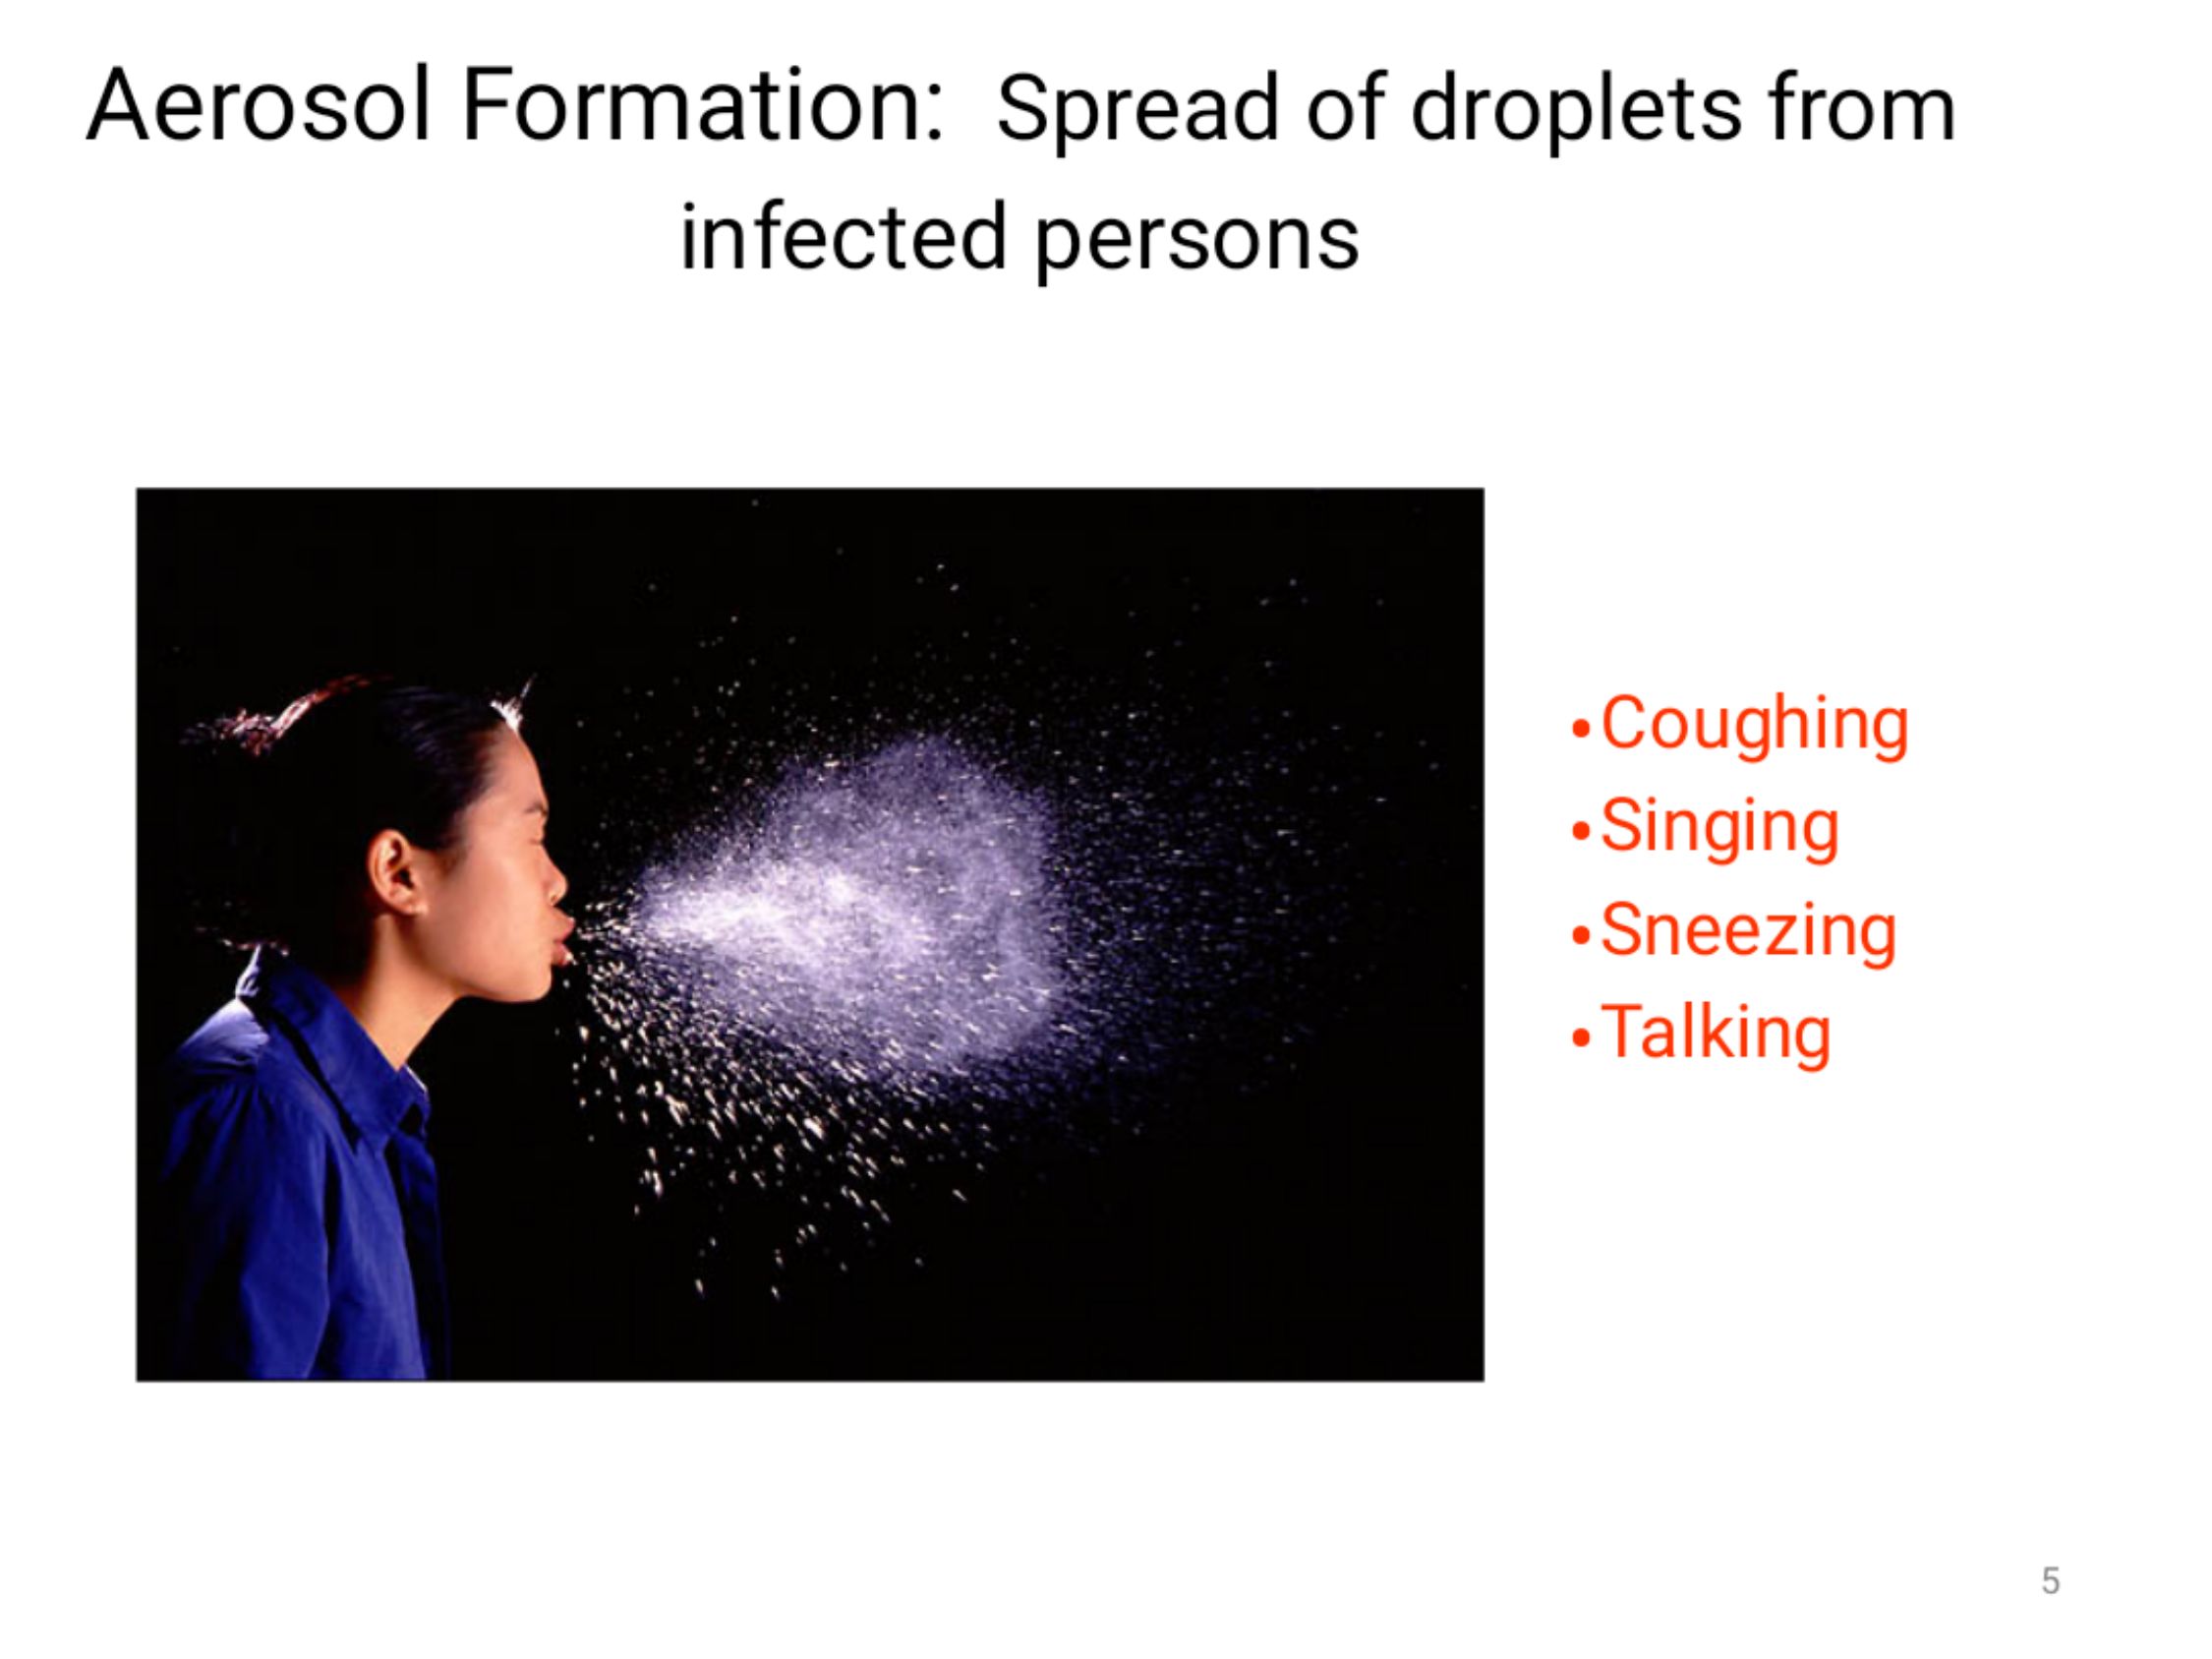 Aerosol Formation: Spread of droplets from
infected persons
•Coughing
•Singing
•Sneezing
•Talking
5